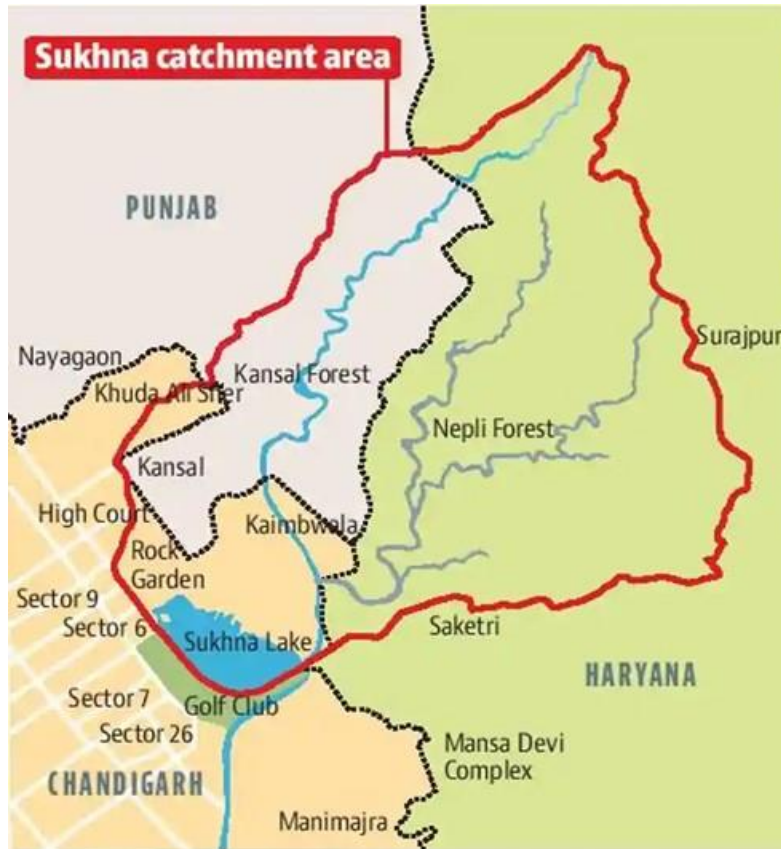 Sukhna catchment area
PUNJAB
Nayagaon
Khuda Ali Sher
Kansal Forest
Surajpur
Nepli Forest
Kansal
High Court
Kaimbwala
Rock
Garden
Sector 9
Sector 6
Sukhna Lake
Saketri
HARYANA
Sector 7
Golf Club
Sector 26
Mansa Devi
Complex
CHANDIGARH
Manimajra